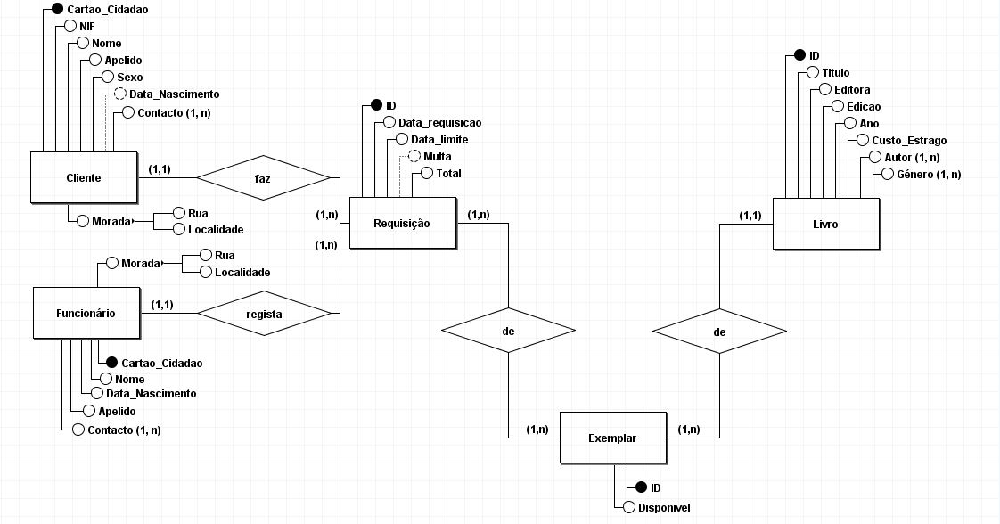 Cartao_Cidadao
NIF
Nome
Apelido
Sexo
Data_Nascimento
Contacto (1, n)
Cliente
(1,1)
faz
(1,n)
Morada
Rua
Localidade
Morada
Rua
Localidade
Funcionário
(1,1)
regista
(1,n)
Cartao_Cidadao
Nome
Data_Nascimento
Apelido
Contacto (1, n)
ID
Data_requisicao
Data_limite
Multa
Total
Requisição
(1,n)
de
(1,n)
Exemplar
(1,n)
ID
Disponivel
de
(1,1)
ID
Titulo
Editora
Edicao
Ano
Custo_Estrago
Autor (1, n)
Género (1, n)
Livro